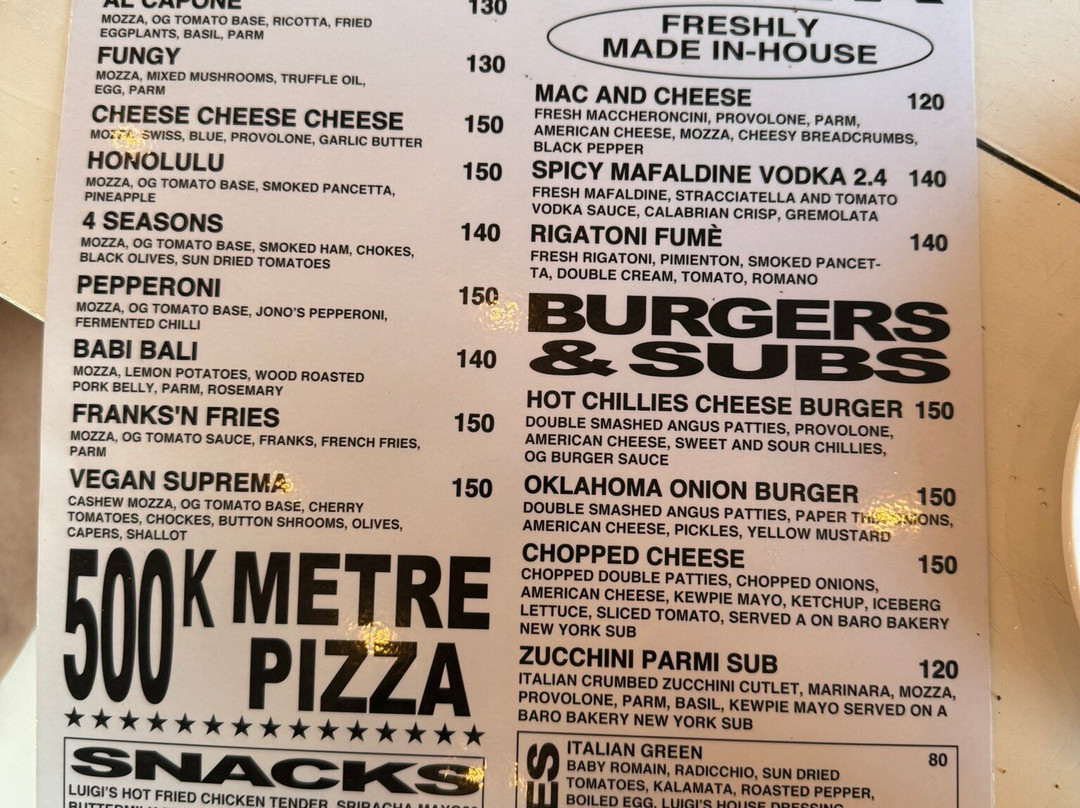 AL CAPONE 130
MOZZA, OG TOMATO BASE, RICOTTA, FRIED
EGGPLANTS, BASIL, PARM
FUNGY 130
MOZZA, MIXED MUSHROOMS, TRUFFLE OIL,
EGG, PARM
CHEESE CHEESE CHEESE 150
MOZZA, SWISS, BLUE, PROVOLONE, GARLIC BUTTER
HONOLULU 150
MOZZA, OG TOMATO BASE, SMOKED PANCETTA,
PINEAPPLE
4 SEASONS 140
MOZZA, OG TOMATO BASE, SMOKED HAM, CHOKES,
BLACK OLIVES, SUN DRIED TOMATOES
PEPPERONI 150
MOZZA, OG TOMATO BASE, JONO'S PEPPERONI,
FERMENTED CHILLI
BABI BALI 140
MOZZA, LEMON POTATOES, WOOD ROASTED
PORK BELLY, PARM, ROSEMARY
FRANKS'N FRIES 150
MOZZA, OG TOMATO SAUCE, FRANKS, FRENCH FRIES,
PARM
VEGAN SUPREMA 150
CASHEW MOZZA, OG TOMATO BASE, CHERRY
TOMATOES, CHOCKES, BUTTON SHROOMS, OLIVES,
CAPERS, SHALLOT
500K METRE
PIZZA
SNACKS
LUIGI'S HOT FRIED CHICKEN TENDER, SRIRACHA MAYO
FRESHLY
MADE IN-HOUSE
MAC AND CHEESE 120
FRESH MACCHERONCINI, PROVOLONE, PARM,
AMERICAN CHEESE, MOZZA, CHEESY BREADCRUMBS,
BLACK PEPPER
SPICY MAFALDINE VODKA 2.4 140
FRESH MAFALDINE, STRACCIATELLA AND TOMATO
VODKA SAUCE, CALABRIAN CRISP, GREMOLATA
RIGATONI FUMÈ 140
FRESH RIGATONI, PIMIENTON, SMOKED PANCET-
TA, DOUBLE CREAM, TOMATO, ROMANO
BURGERS
& SUBS
HOT CHILLIES CHEESE BURGER 150
DOUBLE SMASHED ANGUS PATTIES, PROVOLONE,
AMERICAN CHEESE, SWEET AND SOUR CHILLIES,
OG BURGER SAUCE
OKLAHOMA ONION BURGER 150
DOUBLE SMASHED ANGUS PATTIES, PAPER THIN ONIONS,
AMERICAN CHEESE, PICKLES, YELLOW MUSTARD
CHOPPED CHEESE 150
CHOPPED DOUBLE PATTIES, CHOPPED ONIONS,
AMERICAN CHEESE, KEWPIE MAYO, KETCHUP, ICEBERG
LETTUCE, SLICED TOMATO, SERVED A ON BARO BAKERY
NEW YORK SUB
ZUCCHINI PARMI SUB 120
ITALIAN CRUMBED ZUCCHINI CUTLET, MARINARA, MOZZA,
PROVOLONE, PARM, BASIL, KEWPIE MAYO SERVED ON A
BARO BAKERY NEW YORK SUB
ITALIAN GREEN 80
BABY ROMAIN, RADICCHIO, SUN DRIED
TOMATOES, KALAMATA, ROASTED PEPPER,
BOILED EGG, LUIGI'S HOUSE DRESSING